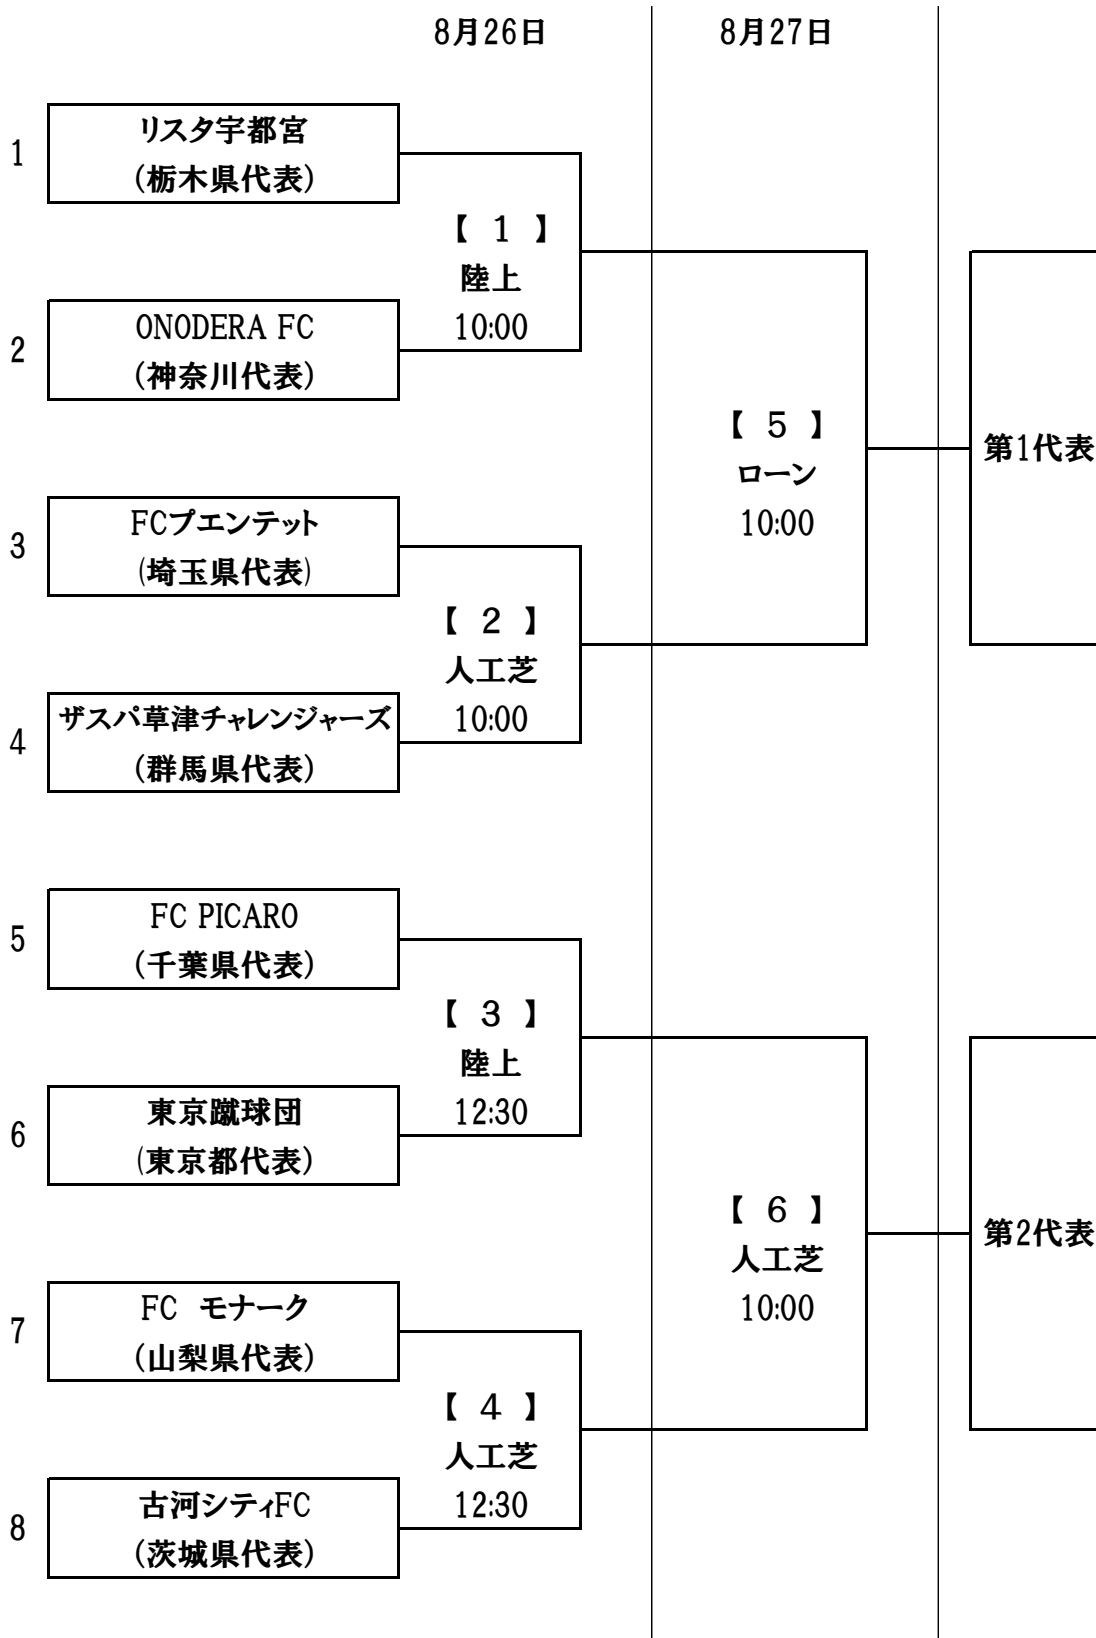 8月26日
8月27日
1
リスタ宇都宮
(栃木県代表)
【 1 】
陸上
10:00
2
ONODERA FC
(神奈川代表)
【 5 】
ローン
10:00
第1代表
3
FCプエンテット
(埼玉県代表)
【 2 】
人工芝
10:00
4
ザスパ草津チャレンジャーズ
(群馬県代表)
5
FC PICARO
(千葉県代表)
【 3 】
陸上
12:30
6
東京蹴球団
(東京都代表)
【 6 】
人工芝
10:00
第2代表
7
FC　モナーク
(山梨県代表)
【 4 】
人工芝
12:30
8
古河シティFC
(茨城県代表)